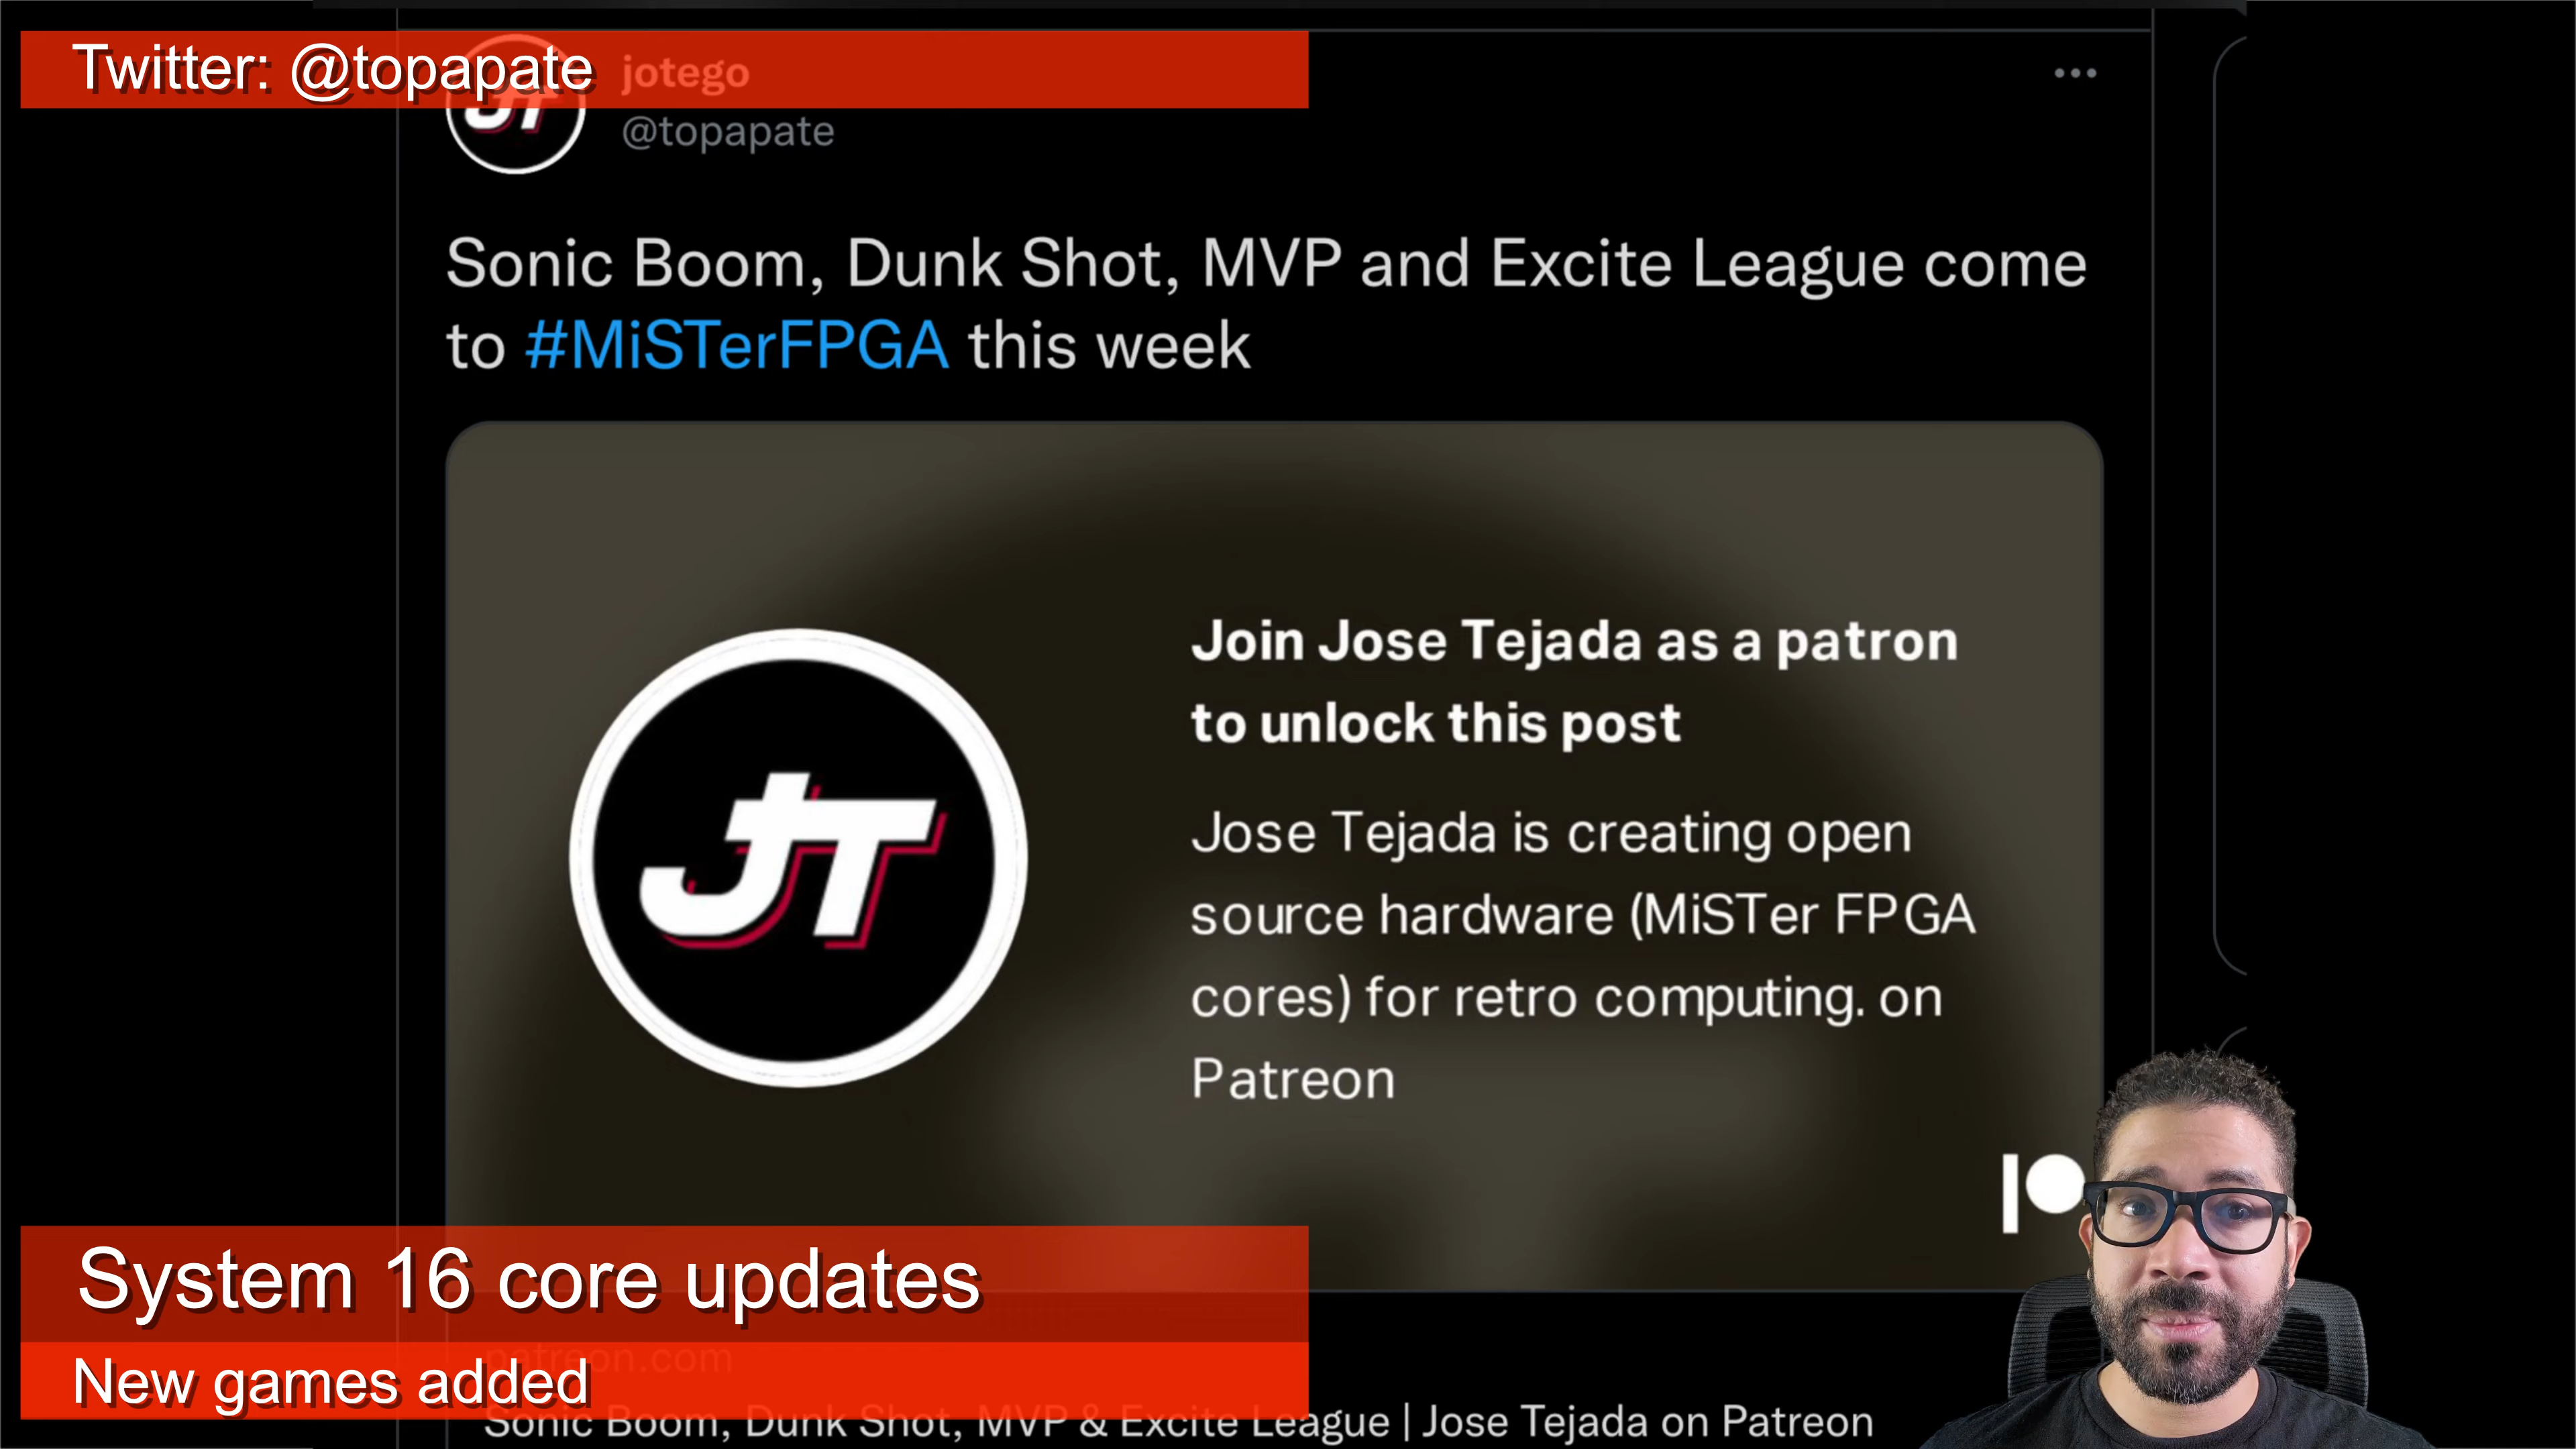 Twitter: @topapate
jotego
@topapate
Sonic Boom, Dunk Shot, MVP and Excite League come
to #MiSTerFPGA this week
JT
JT
Join Jose Tejada as a patron
to unlock this post
Jose Tejada is creating open
source hardware (MiSTer FPGA
cores) for retro computing. on
Patreon
System 16 core updates
patreon.com
New games added
Sonic Boom, Dunk Shot, MVP & Excite League | Jose Tejada on Patreon